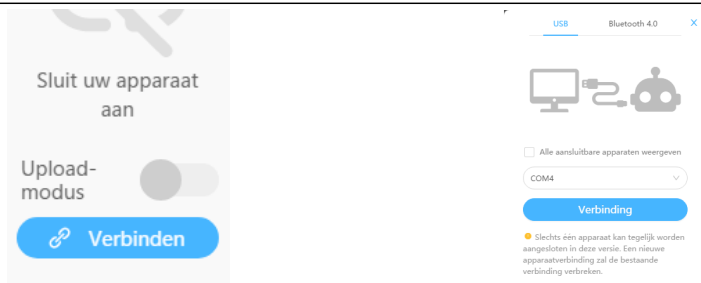 Sluit uw apparaat
aan
Upload-
modus
Verbinden
USB Bluetooth 4.0 X
Alle aansluitbare apparaten weergeven
COM4
Verbinding
Slechts één apparaat kan tegelijk worden
aangesloten in deze versie. Een nieuwe
apparaatverbinding zal de bestaande
verbinding verbreken.